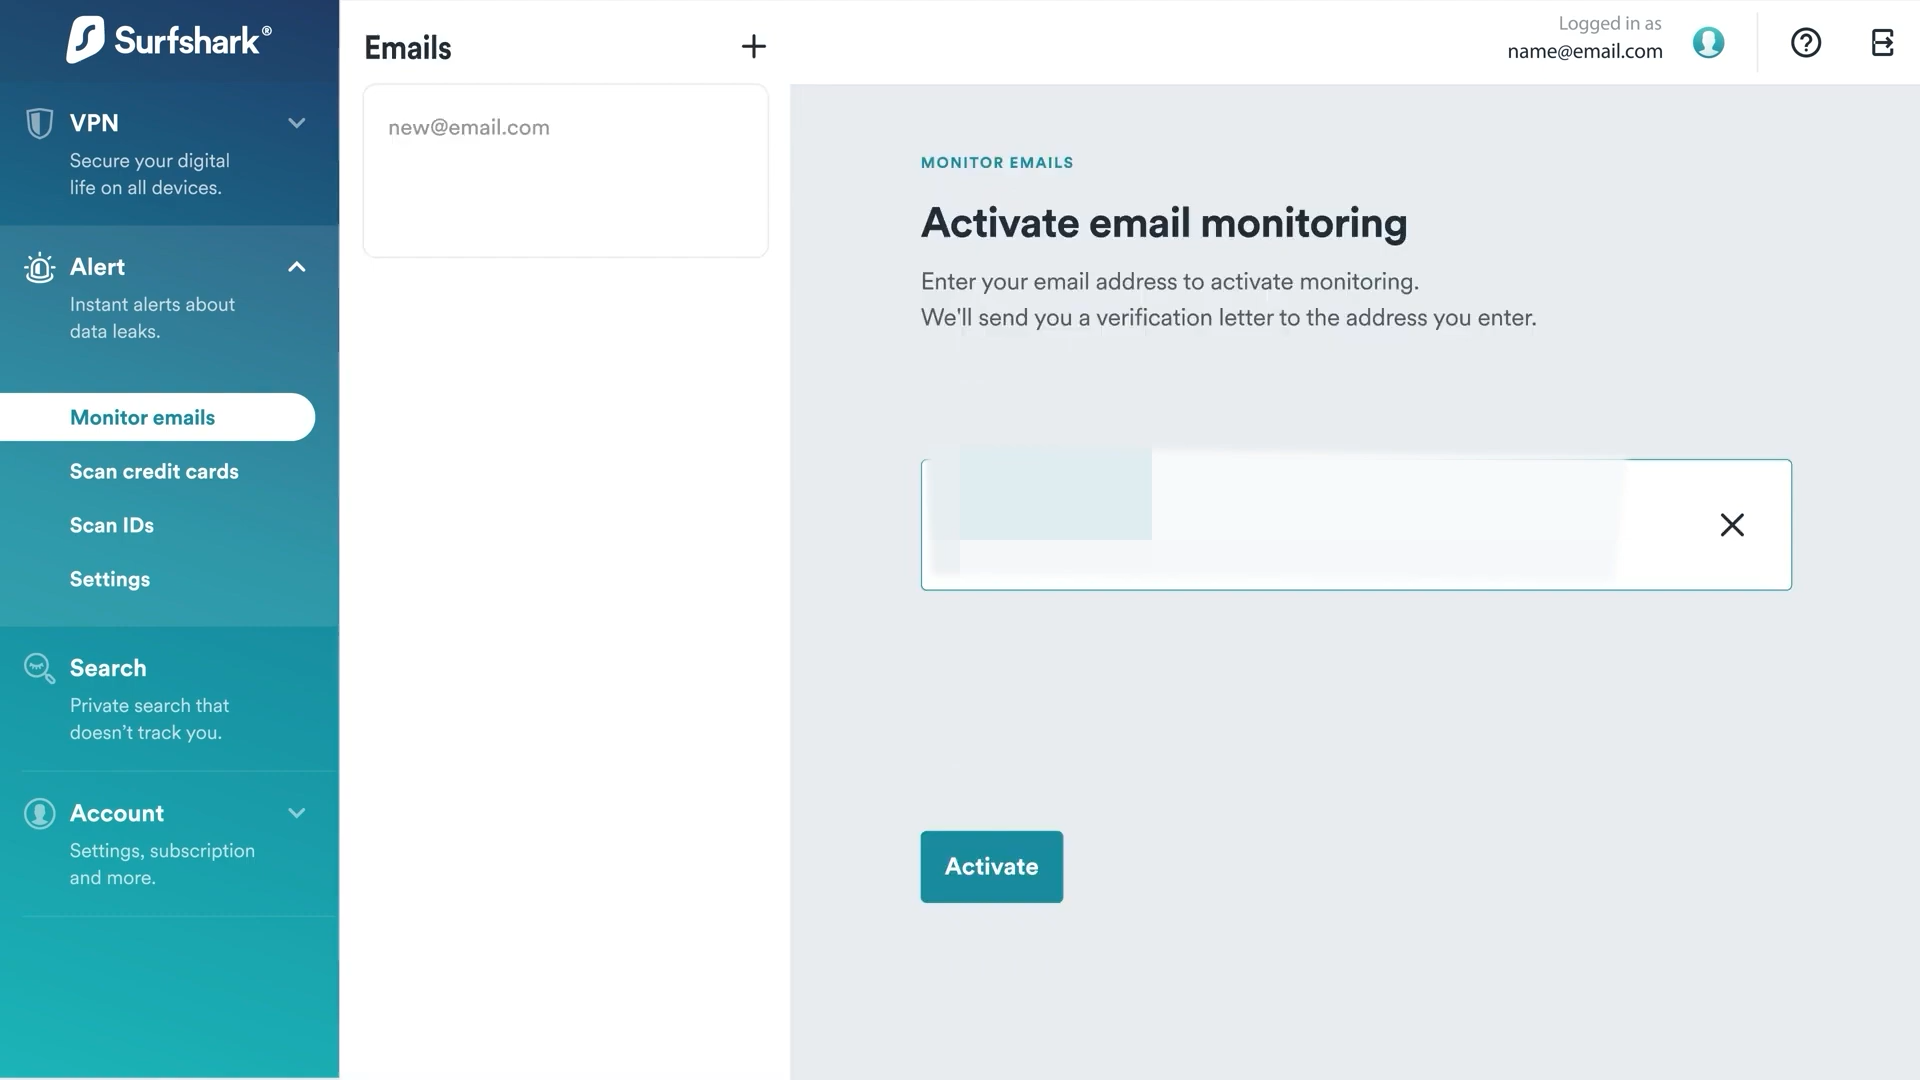 Surfshark®
VPN
Secure your digital
life on all devices.
Alert
Instant alerts about
data leaks.
Monitor emails
Scan credit cards
Scan IDs
Settings
Search
Private search that
doesn't track you.
Account
Settings, subscription
and more.
Emails
new@email.com
Logged in as
name@email.com
MONITOR EMAILS
Activate email monitoring
Enter your email address to activate monitoring.
We'll send you a verification letter to the address you enter.
Activate